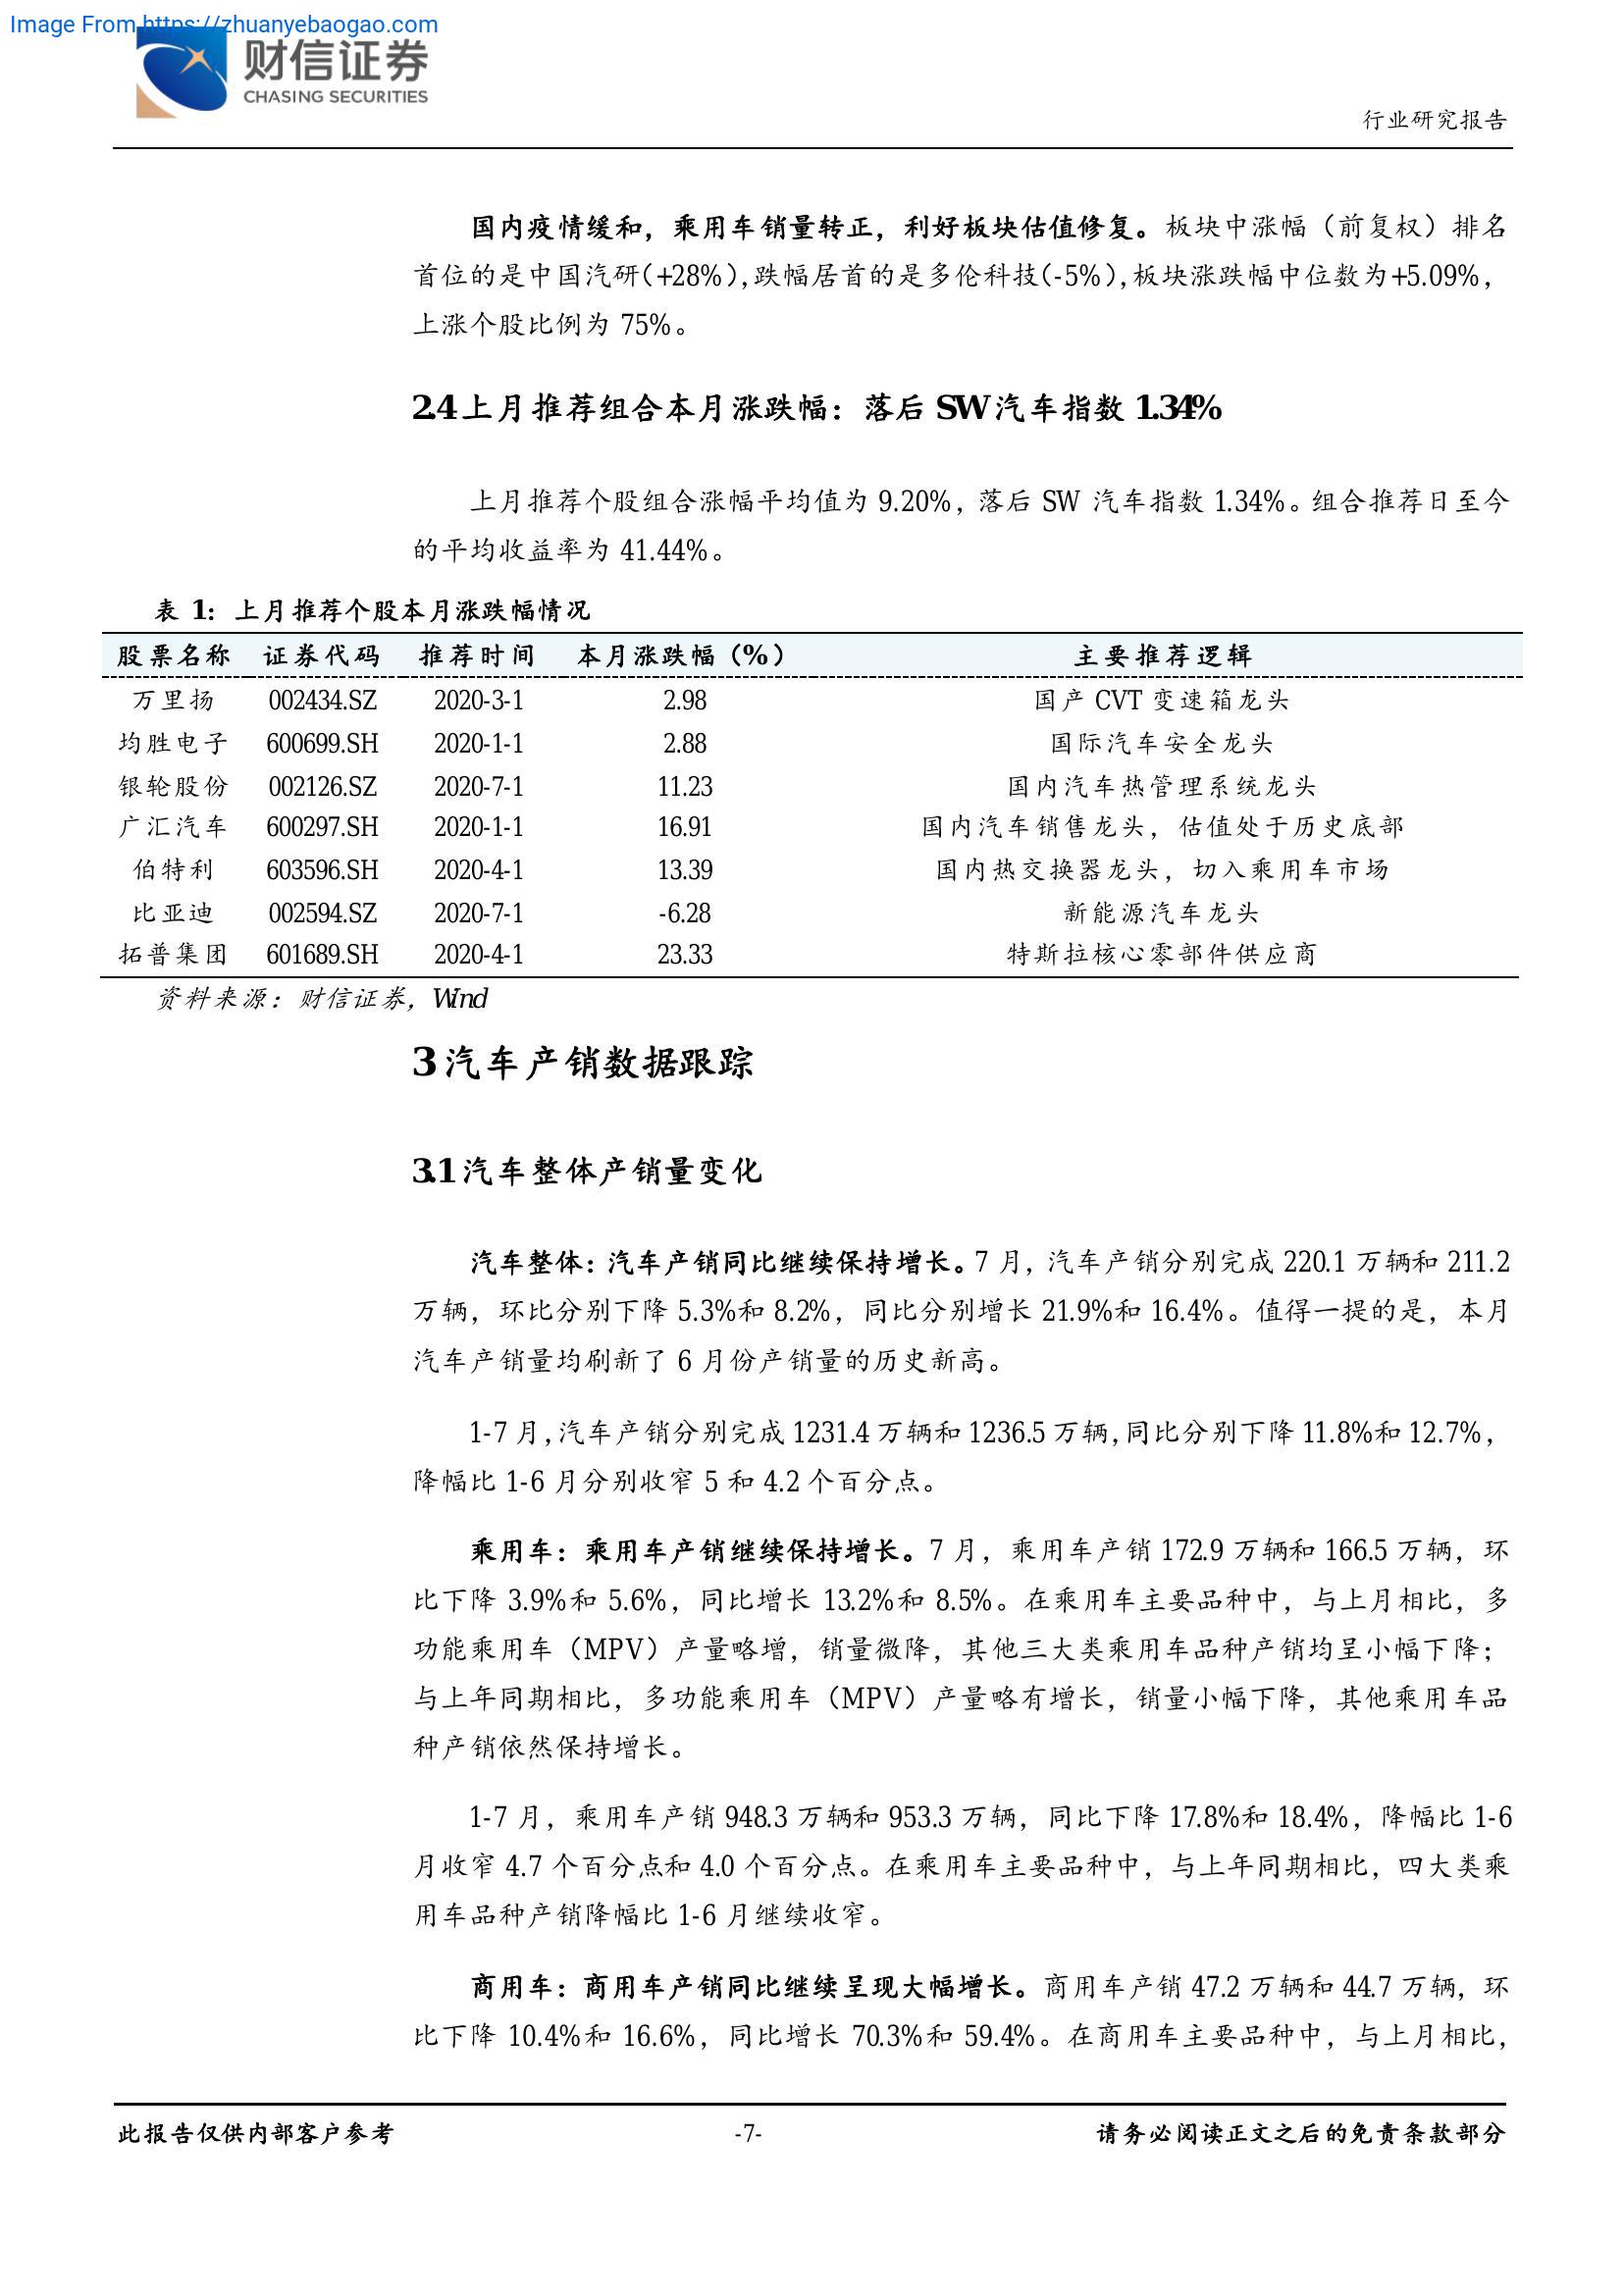 Image From https://zhuanyebaogao.com
财信证券
CHASING SECURITIES
行业研究报告
国内疫情缓和，乘用车销量转正，利好板块估值修复。板块中涨幅（前复权）排名
首位的是中国汽研(+28%),跌幅居首的是多伦科技(-5%),板块涨跌幅中位数为+5.09%，
上涨个股比例为 75%。
2.4 上月推荐组合本月涨跌幅：落后 SW 汽车指数 1.34%
上月推荐个股组合涨幅平均值为 9.20%，落后 SW 汽车指数 1.34%。组合推荐日至今
的平均收益率为 41.44%。
表 1：上月推荐个股本月涨跌幅情况
股票名称 证券代码 推荐时间 本月涨跌幅（%） 主要推荐逻辑
万里扬 002434.SZ 2020-3-1 2.98 国产 CVT 变速箱龙头
均胜电子 600699.SH 2020-1-1 2.88 国际汽车安全龙头
银轮股份 002126.SZ 2020-7-1 11.23 国内汽车热管理系统龙头
广汇汽车 600297.SH 2020-1-1 16.91 国内汽车销售龙头，估值处于历史底部
伯特利 603596.SH 2020-4-1 13.39 国内热交换器龙头，切入乘用车市场
比亚迪 002594.SZ 2020-7-1 -6.28 新能源汽车龙头
拓普集团 601689.SH 2020-4-1 23.33 特斯拉核心零部件供应商
资料来源：财信证券，Wind
3 汽车产销数据跟踪
3.1 汽车整体产销量变化
汽车整体：汽车产销同比继续保持增长。7 月，汽车产销分别完成 220.1 万辆和 211.2
万辆，环比分别下降 5.3%和 8.2%，同比分别增长 21.9%和 16.4%。值得一提的是，本月
汽车产销量均刷新了 6 月份产销量的历史新高。
1-7 月,汽车产销分别完成 1231.4 万辆和 1236.5 万辆,同比分别下降 11.8%和 12.7%，
降幅比 1-6 月分别收窄 5 和 4.2 个百分点。
乘用车：乘用车产销继续保持增长。7 月，乘用车产销 172.9 万辆和 166.5 万辆，环
比下降 3.9%和 5.6%，同比增长 13.2%和 8.5%。在乘用车主要品种中，与上月相比，多
功能乘用车（MPV）产量略增，销量微降，其他三大类乘用车品种产销均呈小幅下降；
与上年同期相比，多功能乘用车（MPV）产量略有增长，销量小幅下降，其他乘用车品
种产销依然保持增长。
1-7 月，乘用车产销 948.3 万辆和 953.3 万辆，同比下降 17.8%和 18.4%，降幅比 1-6
月收窄 4.7 个百分点和 4.0 个百分点。在乘用车主要品种中，与上年同期相比，四大类乘
用车品种产销降幅比 1-6 月继续收窄。
商用车：商用车产销同比继续呈现大幅增长。商用车产销 47.2 万辆和 44.7 万辆，环
比下降 10.4%和 16.6%，同比增长 70.3%和 59.4%。在商用车主要品种中，与上月相比，
此报告仅供内部客户参考 -7- 请务必阅读正文之后的免责条款部分